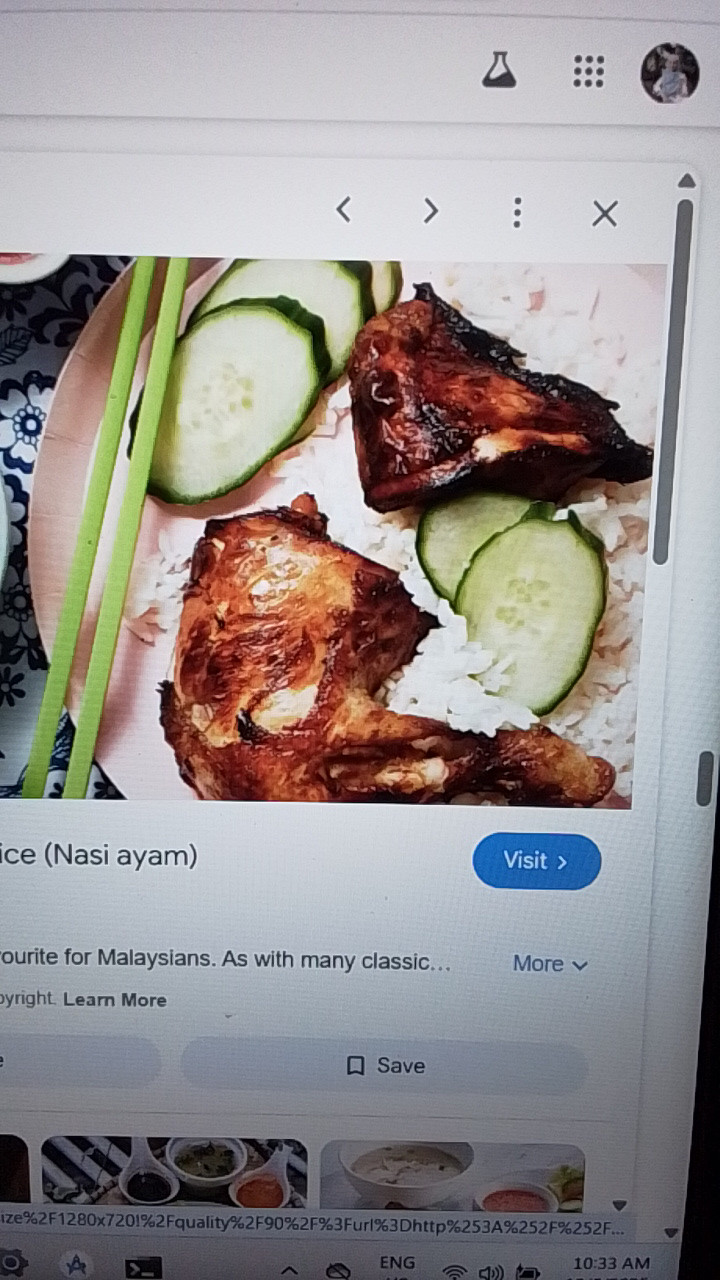 ice (Nasi ayam)
Visit
ourite for Malaysians. As with many classic...
More
pyright. Learn More
e
Save
ize%2F1280x720!%2Fquality%2F90%2F%3Furl%3Dhttp%253A%252F%252F...
ENG
10:33 AM